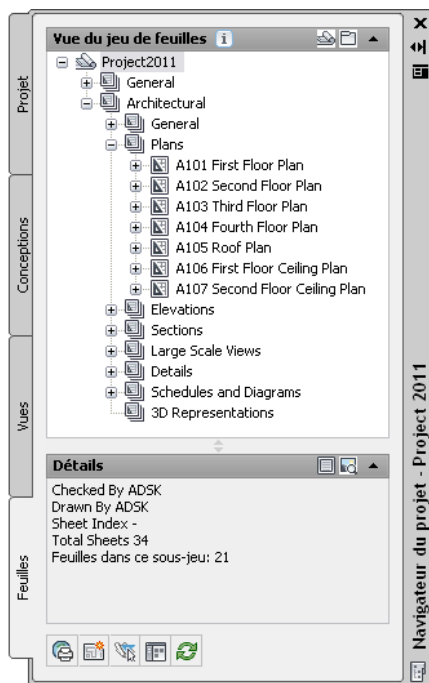 Vue du jeu de feuilles
Project2011
General
Architectural
General
Plans
A101 First Floor Plan
A102 Second Floor Plan
A103 Third Floor Plan
A104 Fourth Floor Plan
A105 Roof Plan
A106 First Floor Ceiling Plan
A107 Second Floor Ceiling Plan
Elevations
Sections
Large Scale Views
Details
Schedules and Diagrams
3D Representations
Détails
Checked By ADSK
Drawn By ADSK
Sheet Index -
Total Sheets 34
Feuilles dans ce sous-jeu: 21
Projet
Conceptions
Vues
Feuilles
Navigateur du projet - Project 2011